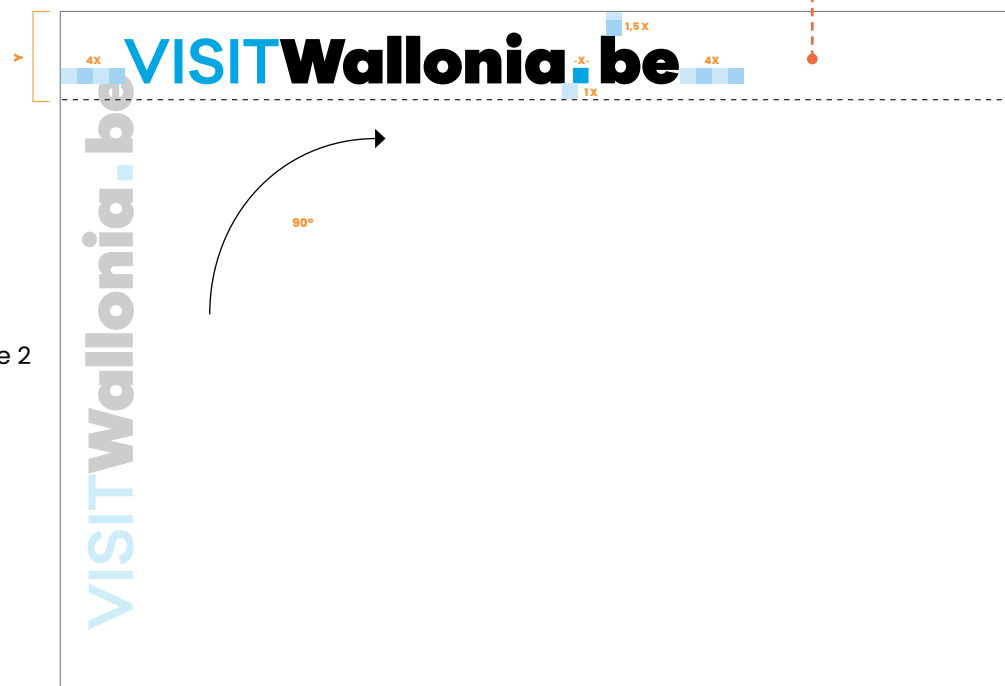 1,5 X
VISITWallonia.be
4X
-X-
4X
1X
Y
90°
e 2
VISITWallonia.be